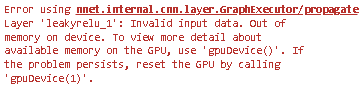 Error using nnet.internal.cnn.layer.GraphExecutor/propagate
Layer 'leakyrelu_1': Invalid input data. Out of
memory on device. To view more detail about
available memory on the GPU, use 'gpuDevice()'. If
the problem persists, reset the GPU by calling
'gpuDevice(1)'.